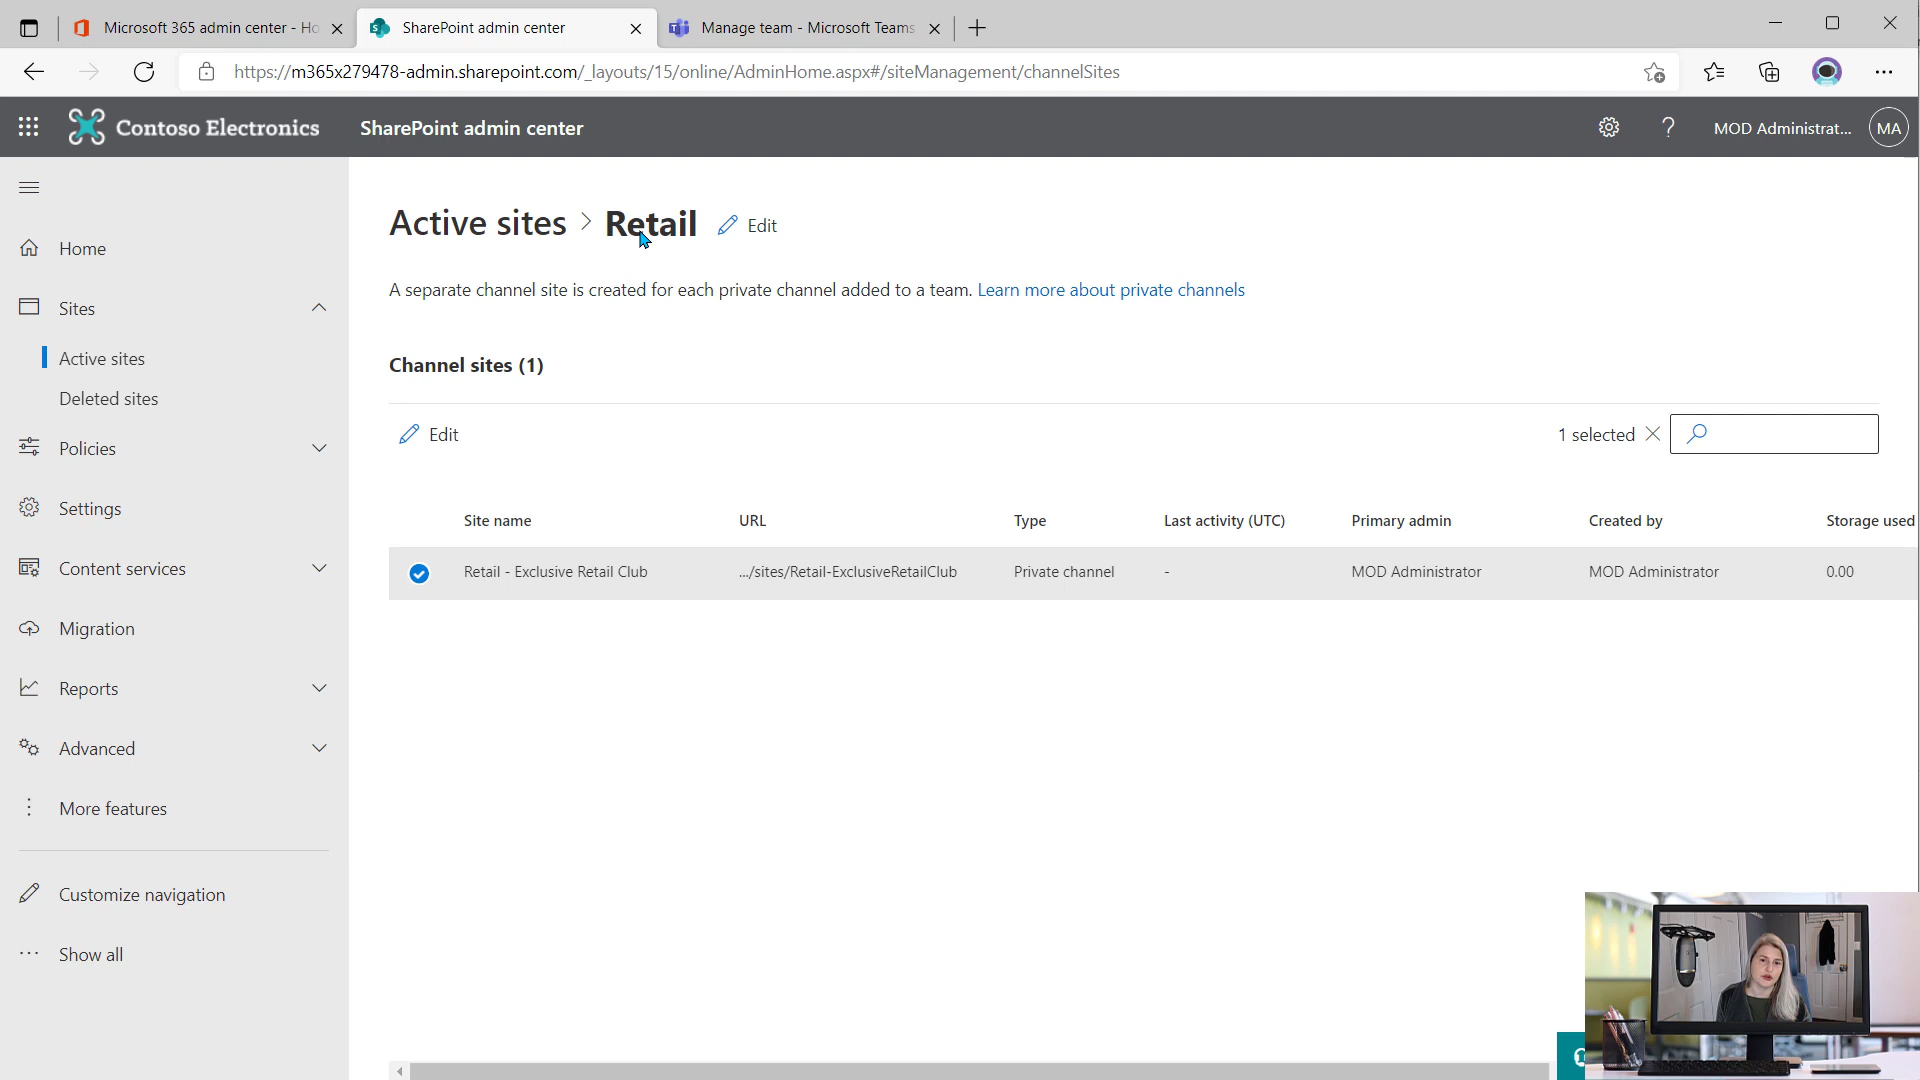 Microsoft 365 admin center - Ho
SharePoint admin center
Manage team - Microsoft Teams
https://m365x279478-admin.sharepoint.com/_layouts/15/online/AdminHome.aspx#/siteManagement/channelSites
Contoso Electronics
SharePoint admin center
MOD Administrat...
MA
Home
Sites
Active sites
Deleted sites
Policies
Settings
Content services
Migration
Reports
Advanced
More features
Customize navigation
Show all
Active sites > Retail
Edit
A separate channel site is created for each private channel added to a team. Learn more about private channels
Channel sites (1)
Edit
1 selected
Site name URL Type Last activity (UTC) Primary admin Created by Storage used
Retail - Exclusive Retail Club .../sites/Retail-ExclusiveRetailClub Private channel - MOD Administrator MOD Administrator 0.00